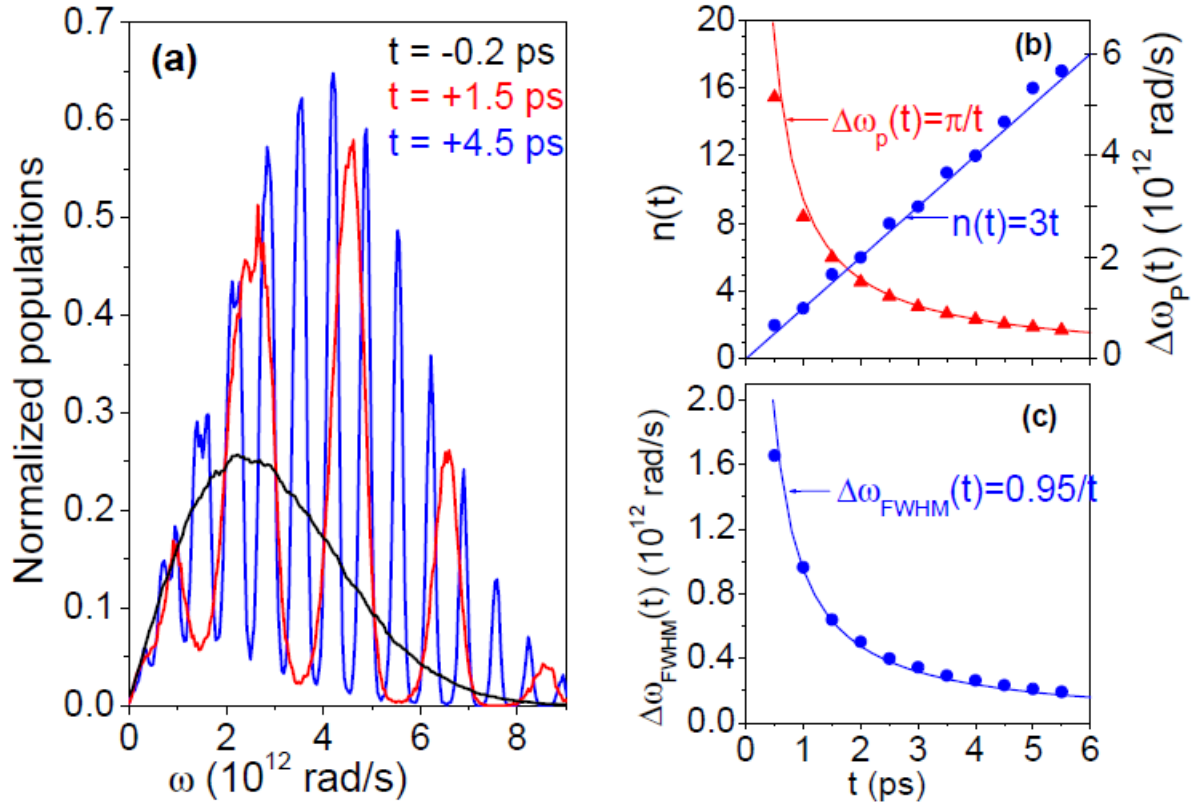 (a)
t = -0.2 ps
t = +1.5 ps
t = +4.5 ps
Normalized populations
0.7
0.6
0.5
0.4
0.3
0.2
0.1
0.0
0 2 4 6 8
ω (10¹² rad/s)
(b)
n(t)
20
16
12
8
4
0
Δωₚ(t)=π/t
n(t)=3t
6
4
2
0
Δω_P(t) (10¹² rad/s)
(c)
Δω_FWHM(t) (10¹² rad/s)
2.0
1.6
1.2
0.8
0.4
0.0
Δω_FWHM(t)=0.95/t
0 1 2 3 4 5 6
t (ps)